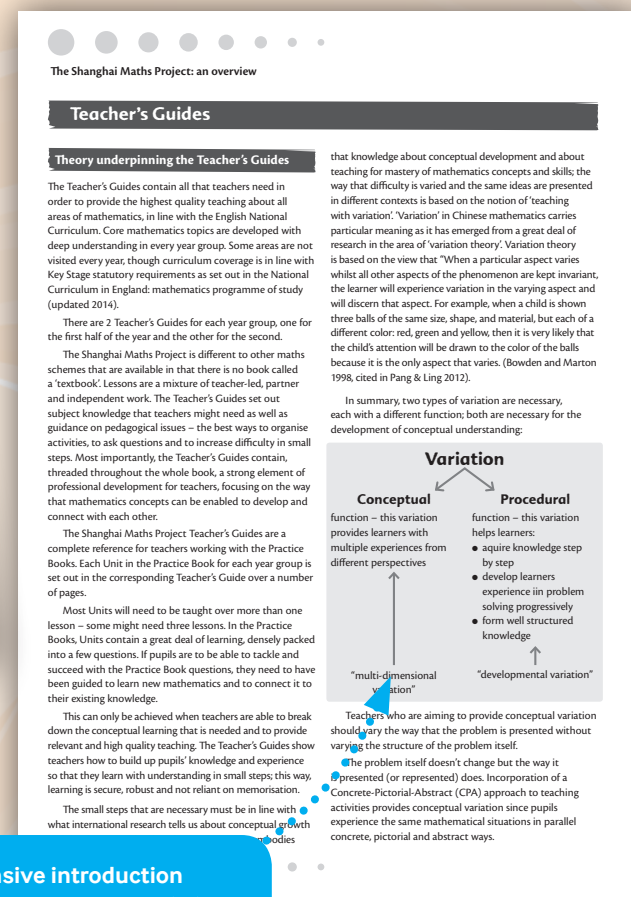 The Shanghai Maths Project: an overview
Teacher's Guides
Theory underpinning the Teacher's Guides
The Teacher's Guides contain all that teachers need in
order to provide the highest quality teaching about all
areas of mathematics, in line with the English National
Curriculum. Core mathematics topics are developed with
deep understanding in every year group. Some areas are not
visited every year, though curriculum coverage is in line with
Key Stage statutory requirements as set out in the National
Curriculum in England: mathematics programme of study
(updated 2014).
There are 2 Teacher's Guides for each year group, one for
the first half of the year and the other for the second.
The Shanghai Maths Project is different to other maths
schemes that are available in that there is no book called
a 'textbook'. Lessons are a mixture of teacher-led, partner
and independent work. The Teacher's Guides set out
subject knowledge that teachers might need as well as
guidance on pedagogical issues – the best ways to organise
activities, to ask questions and to increase difficulty in small
steps. Most importantly, the Teacher's Guides contain,
threaded throughout the whole book, a strong element of
professional development for teachers, focusing on the way
that mathematics concepts can be enabled to develop and
connect with each other.
The Shanghai Maths Project Teacher's Guides are a
complete reference for teachers working with the Practice
Books. Each Unit in the Practice Book for each year group is
set out in the corresponding Teacher's Guide over a number
of pages.
Most Units will need to be taught over more than one
lesson – some might need three lessons. In the Practice
Books, Units contain a great deal of learning, densely packed
into a few questions. If pupils are to be able to tackle and
succeed with the Practice Book questions, they need to have
been guided to learn new mathematics and to connect it to
their existing knowledge.
This can only be achieved when teachers are able to break
down the conceptual learning that is needed and to provide
relevant and high quality teaching. The Teacher's Guides show
teachers how to build up pupils' knowledge and experience
so that they learn with understanding in small steps; this way,
learning is secure, robust and not reliant on memorisation.
The small steps that are necessary must be in line with
what international research tells us about conceptual growth
that knowledge about conceptual development and about
teaching for mastery of mathematics concepts and skills; the
way that difficulty is varied and the same ideas are presented
in different contexts is based on the notion of 'teaching
with variation'. 'Variation' in Chinese mathematics carries
particular meaning as it has emerged from a great deal of
research in the area of 'variation theory'. Variation theory
is based on the view that "When a particular aspect varies
whilst all other aspects of the phenomenon are kept invariant,
the learner will experience variation in the varying aspect and
will discern that aspect. For example, when a child is shown
three balls of the same size, shape, and material, but each of a
different color: red, green and yellow, then it is very likely that
the child's attention will be drawn to the color of the balls
because it is the only aspect that varies. (Bowden and Marton
1998, cited in Pang & Ling 2012).
In summary, two types of variation are necessary,
each with a different function; both are necessary for the
development of conceptual understanding:
Variation
Conceptual
function – this variation
provides learners with
multiple experiences from
different perspectives
"multi-dimensional
variation"
Procedural
function – this variation
helps learners:
● aquire knowledge step
by step
● develop learners
experience iin problem
solving progressively
● form well structured
knowledge
"developmental variation"
Teachers who are aiming to provide conceptual variation
should vary the way that the problem is presented without
varying the structure of the problem itself.
The problem itself doesn't change but the way it
is presented (or represented) does. Incorporation of a
Concrete-Pictorial-Abstract (CPA) approach to teaching
activities provides conceptual variation since pupils
experience the same mathematical situations in parallel
concrete, pictorial and abstract ways.
introduction